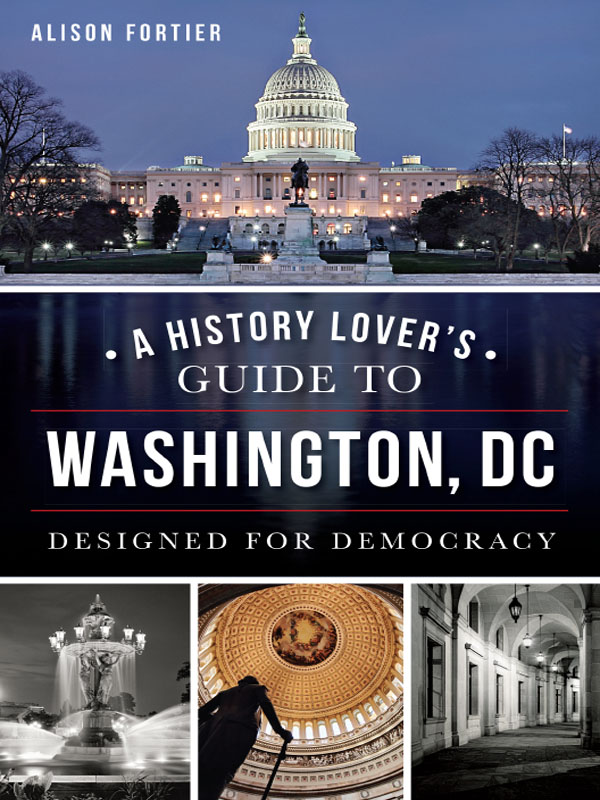 ALISON FORTIER
• A HISTORY LOVER'S •
GUIDE TO
WASHINGTON, DC
DESIGNED FOR DEMOCRACY